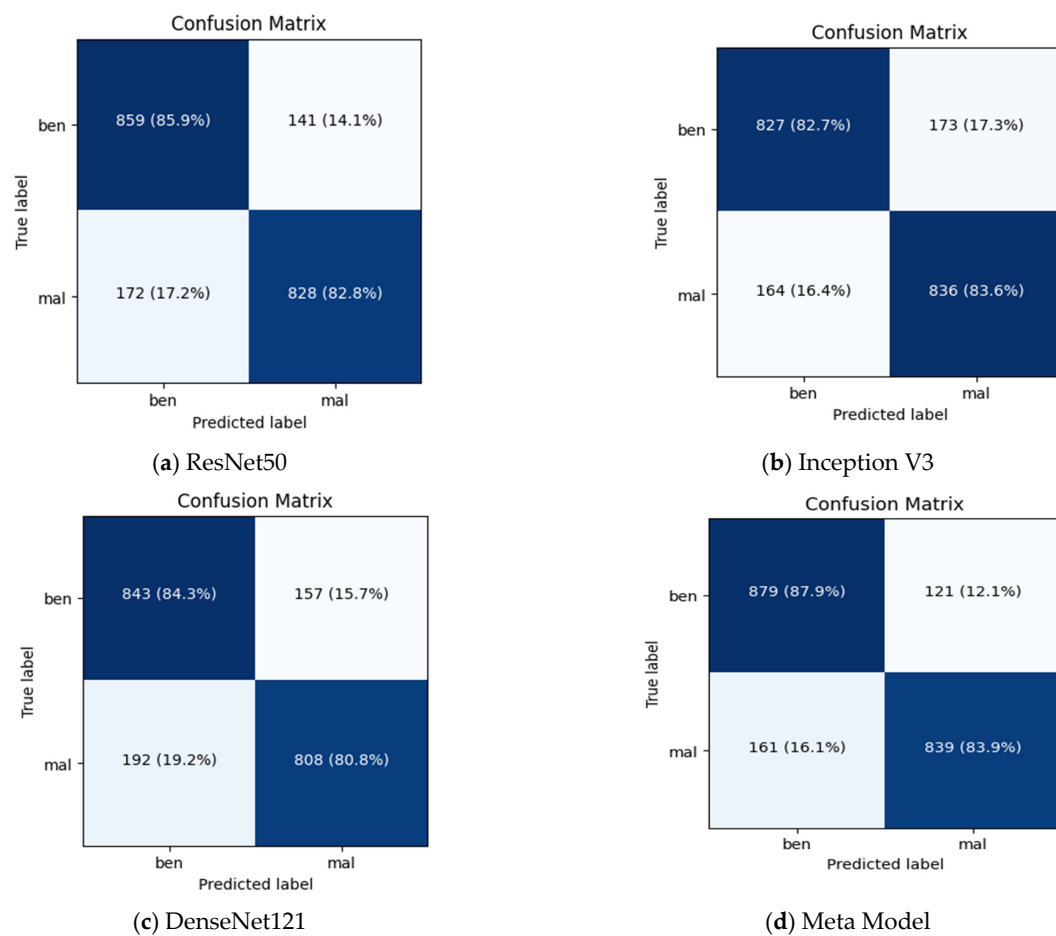 Confusion Matrix
ben
859 (85.9%)
141 (14.1%)
True label
mal
172 (17.2%)
828 (82.8%)
ben
mal
Predicted label
(a) ResNet50
Confusion Matrix
ben
827 (82.7%)
173 (17.3%)
True label
mal
164 (16.4%)
836 (83.6%)
ben
mal
Predicted label
(b) Inception V3
Confusion Matrix
ben
843 (84.3%)
157 (15.7%)
True label
mal
192 (19.2%)
808 (80.8%)
ben
mal
Predicted label
(c) DenseNet121
Confusion Matrix
ben
879 (87.9%)
121 (12.1%)
True label
mal
161 (16.1%)
839 (83.9%)
ben
mal
Predicted label
(d) Meta Model